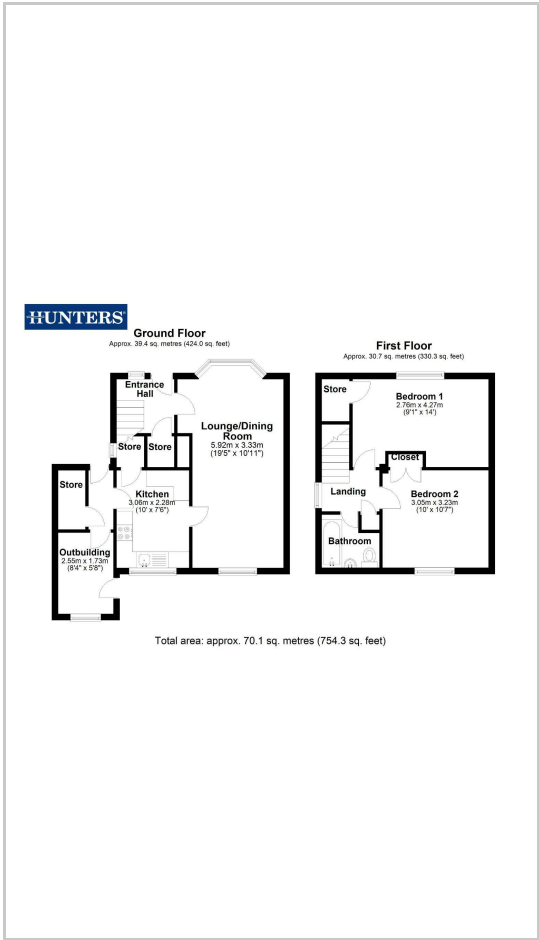 HUNTERS
Ground Floor
Approx. 39.4 sq. metres (424.0 sq. feet)
Entrance
Hall
Lounge/Dining
Room
5.92m x 3.33m
(19'5" x 10'11")
Store
Store
Store
Kitchen
3.06m x 2.28m
(10' x 7'6")
Outbuilding
2.55m x 1.73m
(8'4" x 5'8")
First Floor
Approx. 30.7 sq. metres (330.3 sq. feet)
Store
Bedroom 1
2.76m x 4.27m
(9'1" x 14')
Closet
Landing
Bedroom 2
3.05m x 3.23m
(10' x 10'7")
Bathroom
Total area: approx. 70.1 sq. metres (754.3 sq. feet)